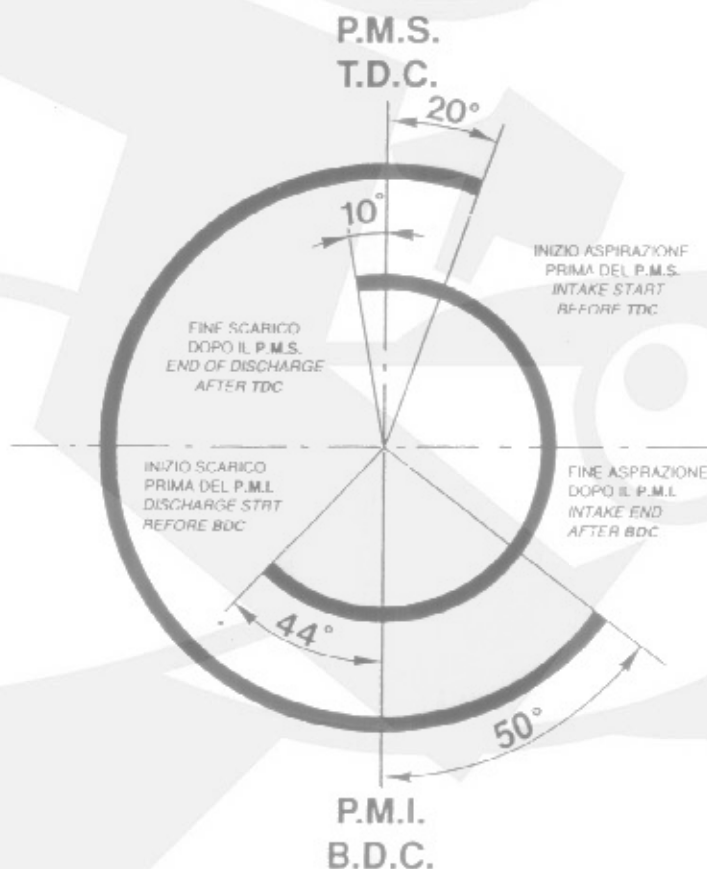 P.M.S.
T.D.C.
20°
10°
INIZIO ASPIRAZIONE
PRIMA DEL P.M.S.
INTAKE START
BEFORE TDC
FINE SCARICO
DOPO IL P.M.S.
END OF DISCHARGE
AFTER TDC
INIZIO SCARICO
PRIMA DEL P.M.I.
DISCHARGE STRT
BEFORE BDC
FINE ASPIRAZIONE
DOPO IL P.M.I.
INTAKE END
AFTER BDC
44°
50°
P.M.I.
B.D.C.